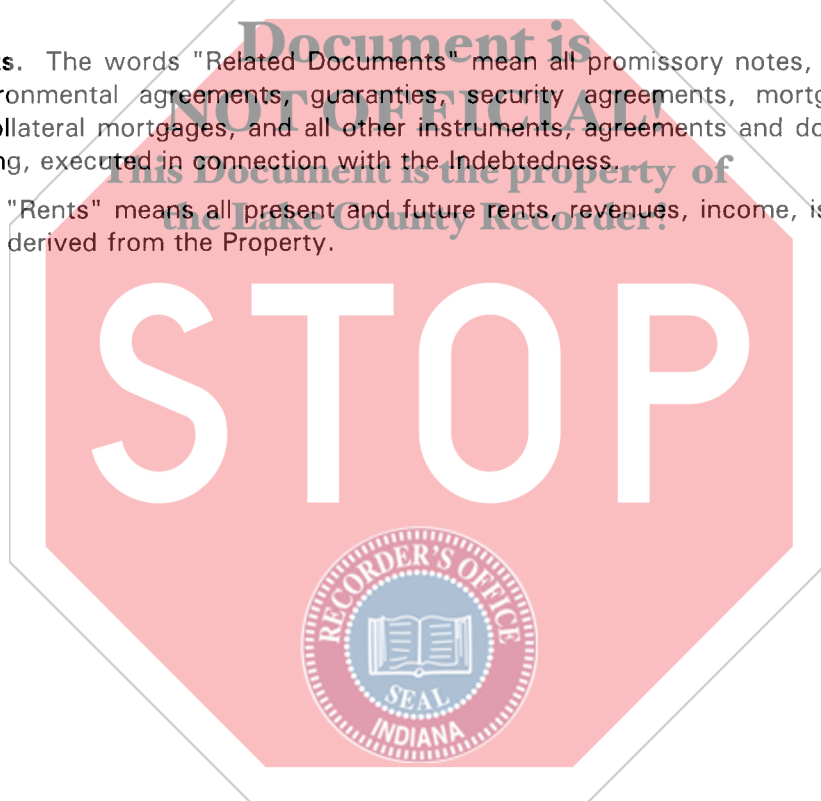 Document is
s. The words "Related Documents" mean all promissory notes,
ronmental agreements, guaranties, security agreements, mortg
NOT OFFICIAL!
llateral mortgages, and all other instruments, agreements and do
ng, executed in connection with the Indebtedness.
This Document is the property of
"Rents" means all present and future rents, revenues, income, is
the Lake County Recorder!
derived from the Property.
STOP
RECORDER'S OFFICE
SEAL
INDIANA